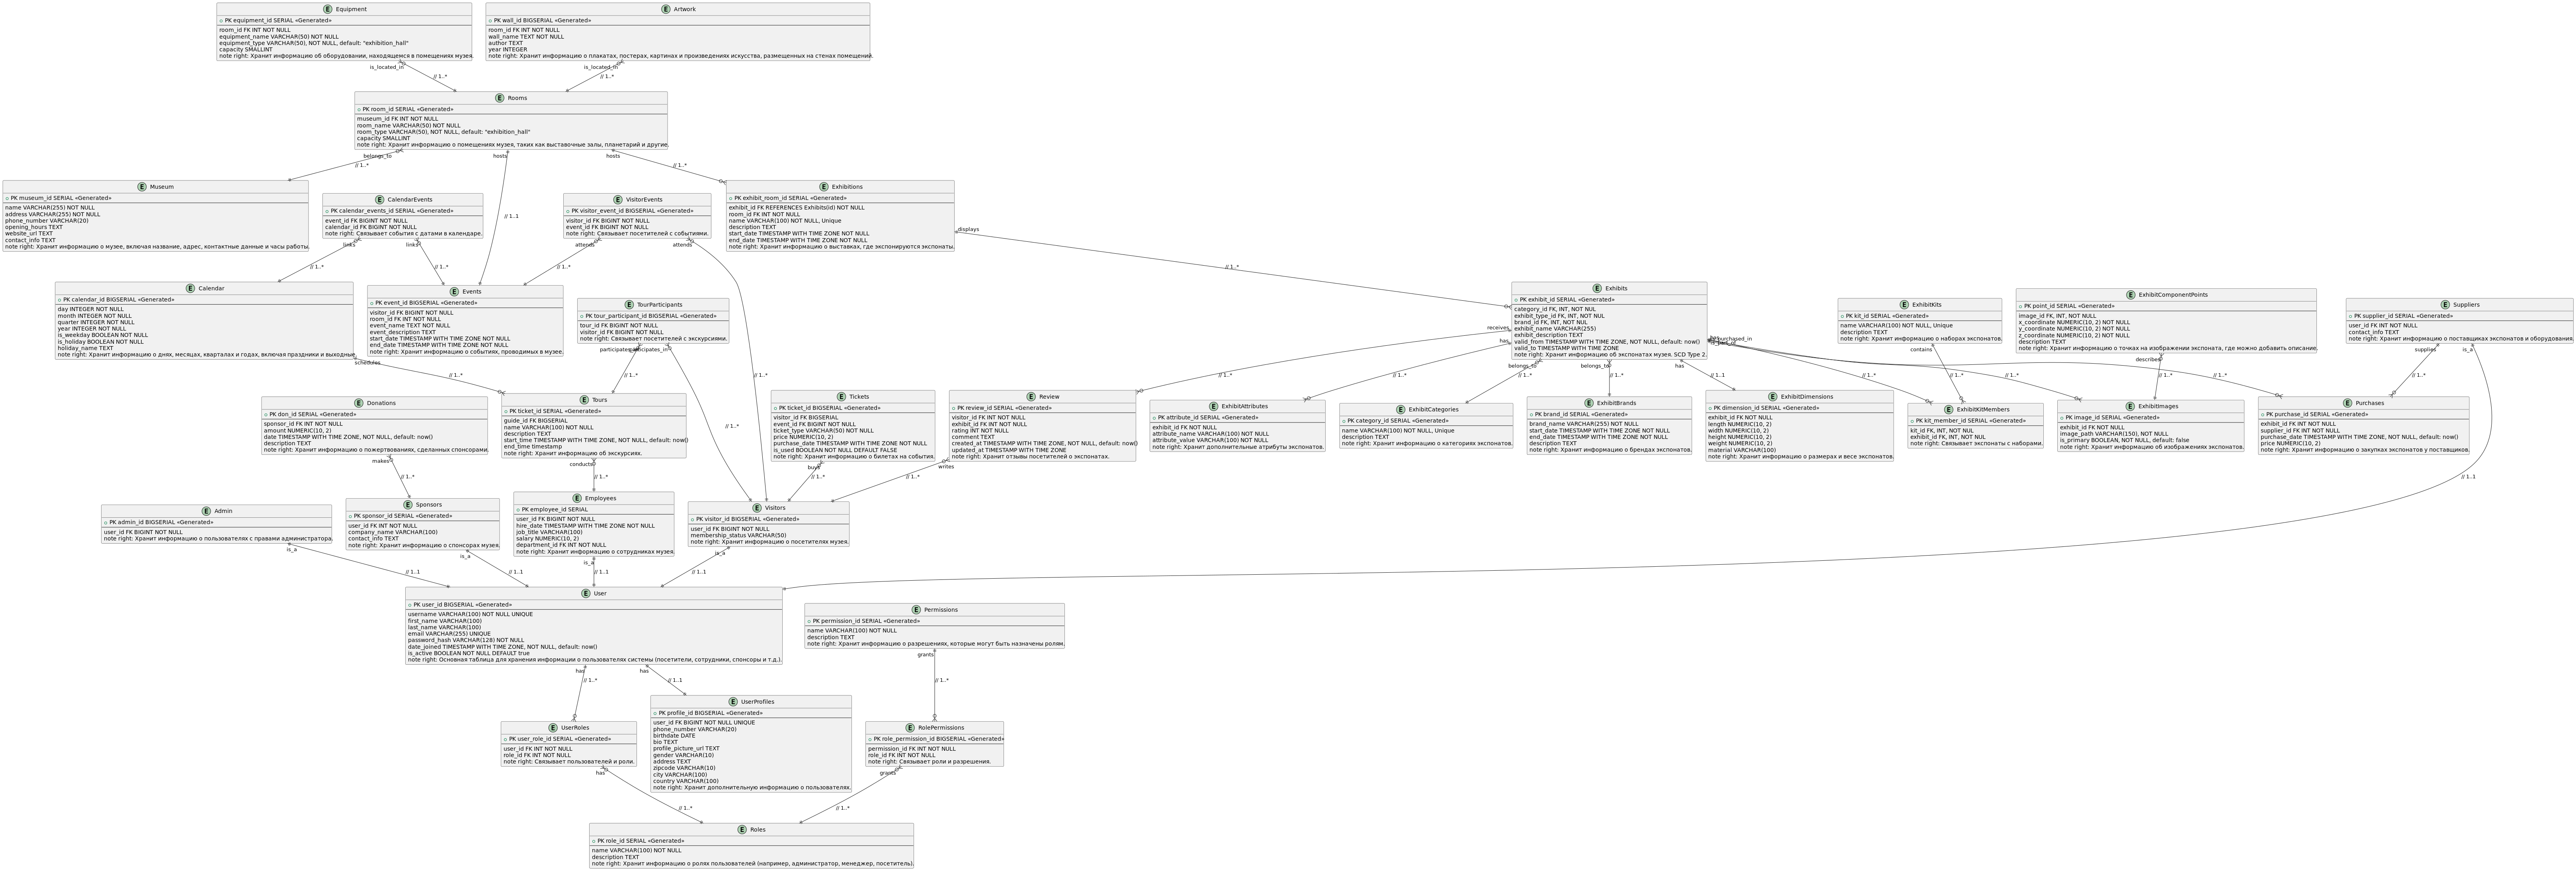 E Equipment
PK equipment_id SERIAL «Generated»
room_id FK INT NOT NULL
equipment_name VARCHAR(50) NOT NULL
equipment_type VARCHAR(50), NOT NULL, default: "exhibition_hall"
capacity SMALLINT
note right: Хранит информацию об оборудовании, находящемся в помещениях музея.
E Artwork
PK wall_id BIGSERIAL «Generated»
room_id FK INT NOT NULL
wall_name TEXT NOT NULL
author TEXT
year INTEGER
note right: Хранит информацию о плакатах, постерах, картинах и произведениях искусства, размещенных на стенах помещений.
is_located_in
// 1..*
is_located_in
// 1..*
E Rooms
PK room_id SERIAL «Generated»
museum_id FK INT NOT NULL
room_name VARCHAR(50) NOT NULL
room_type VARCHAR(50), NOT NULL, default: "exhibition_hall"
capacity SMALLINT
note right: Хранит информацию о помещениях музея, таких как выставочные залы, планетарий и другие.
belongs_to
// 1..*
hosts
// 1..1
hosts
// 1..*
E Museum
PK museum_id SERIAL «Generated»
name VARCHAR(255) NOT NULL
address VARCHAR(255) NOT NULL
phone_number VARCHAR(20)
opening_hours TEXT
website_url TEXT
contact_info TEXT
note right: Хранит информацию о музее, включая название, адрес, контактные данные и часы работы.
E CalendarEvents
PK calendar_events_id SERIAL «Generated»
event_id FK BIGINT NOT NULL
calendar_id FK BIGINT NOT NULL
note right: Связывает события с датами в календаре.
links
// 1..*
links
// 1..*
E VisitorEvents
PK visitor_event_id BIGSERIAL «Generated»
visitor_id FK BIGINT NOT NULL
event_id FK BIGINT NOT NULL
note right: Связывает посетителей с событиями.
attends
// 1..*
attends
// 1..*
E Exhibitions
PK exhibit_room_id SERIAL «Generated»
exhibit_id FK REFERENCES Exhibits(id) NOT NULL
room_id FK INT NOT NULL
name VARCHAR(100) NOT NULL, Unique
description TEXT
start_date TIMESTAMP WITH TIME ZONE NOT NULL
end_date TIMESTAMP WITH TIME ZONE NOT NULL
note right: Хранит информацию о выставках, где экспонируются экспонаты.
displays
// 1..*
E Calendar
PK calendar_id BIGSERIAL «Generated»
day INTEGER NOT NULL
month INTEGER NOT NULL
quarter INTEGER NOT NULL
year INTEGER NOT NULL
is_weekday BOOLEAN NOT NULL
is_holiday BOOLEAN NOT NULL
holiday_name TEXT
note right: Хранит информацию о днях, месяцах, кварталах и годах, включая праздники и выходные.
schedules
// 1..*
E Events
PK event_id BIGSERIAL «Generated»
visitor_id FK BIGINT NOT NULL
room_id FK INT NOT NULL
event_name TEXT NOT NULL
event_description TEXT
start_date TIMESTAMP WITH TIME ZONE NOT NULL
end_date TIMESTAMP WITH TIME ZONE NOT NULL
note right: Хранит информацию о событиях, проводимых в музее.
E TourParticipants
PK tour_participant_id BIGSERIAL «Generated»
tour_id FK BIGINT NOT NULL
visitor_id FK BIGINT NOT NULL
note right: Связывает посетителей с экскурсиями.
// 1..*
// 1..*
E Exhibits
PK exhibit_id SERIAL «Generated»
category_id FK, INT, NOT NUL
exhibit_type_id FK, INT, NOT NUL
brand_id FK, INT, NOT NUL
exhibit_name VARCHAR(255)
exhibit_description TEXT
valid_from TIMESTAMP WITH TIME ZONE, NOT NULL, default: now()
valid_to TIMESTAMP WITH TIME ZONE
note right: Хранит информацию об экспонатах музея. SCD Type 2.
receives
// 1..*
has
// 1..*
belongs_to
// 1..*
belongs_to
// 1..*
has
// 1..1
// 1..*
// 1..*
// 1..*
E ExhibitKits
PK kit_id SERIAL «Generated»
name VARCHAR(100) NOT NULL, Unique
description TEXT
note right: Хранит информацию о наборах экспонатов.
contains
// 1..*
E ExhibitComponentPoints
PK point_id SERIAL «Generated»
image_id FK, INT, NOT NUL
x_coordinate NUMERIC(10, 2) NOT NULL
y_coordinate NUMERIC(10, 2) NOT NULL
z_coordinate NUMERIC(10, 2) NOT NULL
description TEXT
note right: Хранит информацию о точках на изображении экспоната, где можно добавить описание.
describes
// 1..*
E Suppliers
PK supplier_id SERIAL «Generated»
user_id FK INT NOT NULL
contact_info TEXT
note right: Хранит информацию о поставщиках экспонатов и оборудования.
supplies
// 1..*
is_a
// 1..1
E Donations
PK don_id SERIAL «Generated»
sponsor_id FK INT NOT NULL
amount NUMERIC(10, 2)
date TIMESTAMP WITH TIME ZONE, NOT NULL, default: now()
description TEXT
note right: Хранит информацию о пожертвованиях, сделанных спонсорами.
makes
// 1..*
E Tours
PK ticket_id SERIAL «Generated»
guide_id FK BIGSERIAL
name VARCHAR(100) NOT NULL
description TEXT
start_time TIMESTAMP WITH TIME ZONE, NOT NULL, default: now()
end_time timestamp
note right: Хранит информацию об экскурсиях.
conducts
// 1..*
E Tickets
PK ticket_id BIGSERIAL «Generated»
visitor_id FK BIGSERIAL
event_id FK BIGINT NOT NULL
ticket_type VARCHAR(50) NOT NULL
price NUMERIC(10, 2)
purchase_date TIMESTAMP WITH TIME ZONE NOT NULL
is_used BOOLEAN NOT NULL DEFAULT FALSE
note right: Хранит информацию о билетах на события.
buys
// 1..*
E Review
PK review_id SERIAL «Generated»
visitor_id FK INT NOT NULL
exhibit_id FK INT NOT NULL
rating INT NOT NULL
comment TEXT
created_at TIMESTAMP WITH TIME ZONE, NOT NULL, default: now()
updated_at TIMESTAMP WITH TIME ZONE
note right: Хранит отзывы посетителей о экспонатах.
writes
// 1..*
E ExhibitAttributes
PK attribute_id SERIAL «Generated»
exhibit_id FK NOT NULL
attribute_name VARCHAR(100) NOT NULL
attribute_value VARCHAR(100) NOT NULL
note right: Хранит дополнительные атрибуты экспонатов.
E ExhibitCategories
PK category_id SERIAL «Generated»
name VARCHAR(100) NOT NULL, Unique
description TEXT
note right: Хранит информацию о категориях экспонатов.
E ExhibitBrands
PK brand_id SERIAL «Generated»
brand_name VARCHAR(255) NOT NULL
start_date TIMESTAMP WITH TIME ZONE NOT NULL
end_date TIMESTAMP WITH TIME ZONE NOT NULL
description TEXT
note right: Хранит информацию о брендах экспонатов.
E ExhibitDimensions
PK dimension_id SERIAL «Generated»
exhibit_id FK NOT NULL
length NUMERIC(10, 2)
width NUMERIC(10, 2)
height NUMERIC(10, 2)
weight NUMERIC(10, 2)
material VARCHAR(100)
note right: Хранит информацию о размерах и весе экспонатов.
E ExhibitKitMembers
PK kit_member_id SERIAL «Generated»
kit_id FK, INT, NOT NUL
exhibit_id FK, INT, NOT NUL
note right: Связывает экспонаты с наборами.
E ExhibitImages
PK image_id SERIAL «Generated»
exhibit_id FK NOT NULL
image_path VARCHAR(150), NOT NULL
is_primary BOOLEAN, NOT NULL, default: false
note right: Хранит информацию об изображениях экспонатов.
E Purchases
PK purchase_id SERIAL «Generated»
exhibit_id FK INT NOT NULL
supplier_id FK INT NOT NULL
purchase_date TIMESTAMP WITH TIME ZONE, NOT NULL, default: now()
price NUMERIC(10, 2)
note right: Хранит информацию о закупках экспонатов у поставщиков.
E Admin
PK admin_id BIGSERIAL «Generated»
user_id FK BIGINT NOT NULL
note right: Хранит информацию о пользователях с правами администратора.
is_a
// 1..1
E Sponsors
PK sponsor_id SERIAL «Generated»
user_id FK INT NOT NULL
company_name VARCHAR(100)
contact_info TEXT
note right: Хранит информацию о спонсорах музея.
is_a
// 1..1
E Employees
PK employee_id SERIAL
user_id FK BIGINT NOT NULL
hire_date TIMESTAMP WITH TIME ZONE NOT NULL
job_title VARCHAR(100)
salary NUMERIC(10, 2)
department_id FK INT NOT NULL
note right: Хранит информацию о сотрудниках музея.
is_a
// 1..1
E Visitors
PK visitor_id BIGSERIAL «Generated»
user_id FK BIGINT NOT NULL
membership_status VARCHAR(50)
note right: Хранит информацию о посетителях музея.
is_a
// 1..1
E User
PK user_id BIGSERIAL «Generated»
username VARCHAR(100) NOT NULL UNIQUE
first_name VARCHAR(100)
last_name VARCHAR(100)
email VARCHAR(255) UNIQUE
password_hash VARCHAR(128) NOT NULL
date_joined TIMESTAMP WITH TIME ZONE, NOT NULL, default: now()
is_active BOOLEAN NOT NULL DEFAULT true
note right: Основная таблица для хранения информации о пользователях системы (посетители, сотрудники, спонсоры и т.д.).
has
// 1..*
has
// 1..1
E Permissions
PK permission_id SERIAL «Generated»
name VARCHAR(100) NOT NULL
description TEXT
note right: Хранит информацию о разрешениях, которые могут быть назначены ролям.
grants
// 1..*
E UserRoles
PK user_role_id SERIAL «Generated»
user_id FK INT NOT NULL
role_id FK INT NOT NULL
note right: Связывает пользователей и роли.
has
// 1..*
E UserProfiles
PK profile_id BIGSERIAL «Generated»
user_id FK BIGINT NOT NULL UNIQUE
phone_number VARCHAR(20)
birthdate DATE
bio TEXT
profile_picture_url TEXT
gender VARCHAR(10)
address TEXT
zipcode VARCHAR(10)
city VARCHAR(100)
country VARCHAR(100)
note right: Хранит дополнительную информацию о пользователях.
E RolePermissions
PK role_permission_id BIGSERIAL «Generated»
permission_id FK INT NOT NULL
role_id FK INT NOT NULL
note right: Связывает роли и разрешения.
grants
// 1..*
E Roles
PK role_id SERIAL «Generated»
name VARCHAR(100) NOT NULL
description TEXT
note right: Хранит информацию о ролях пользователей (например, администратор, менеджер, посетитель).